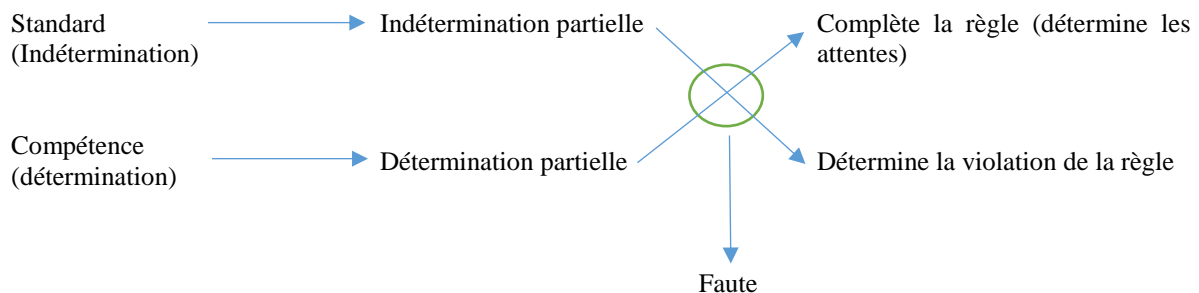 Standard
(Indétermination)
Indétermination partielle
Complète la règle (détermine les
attentes)
Compétence
(détermination)
Détermination partielle
Détermine la violation de la règle
Faute